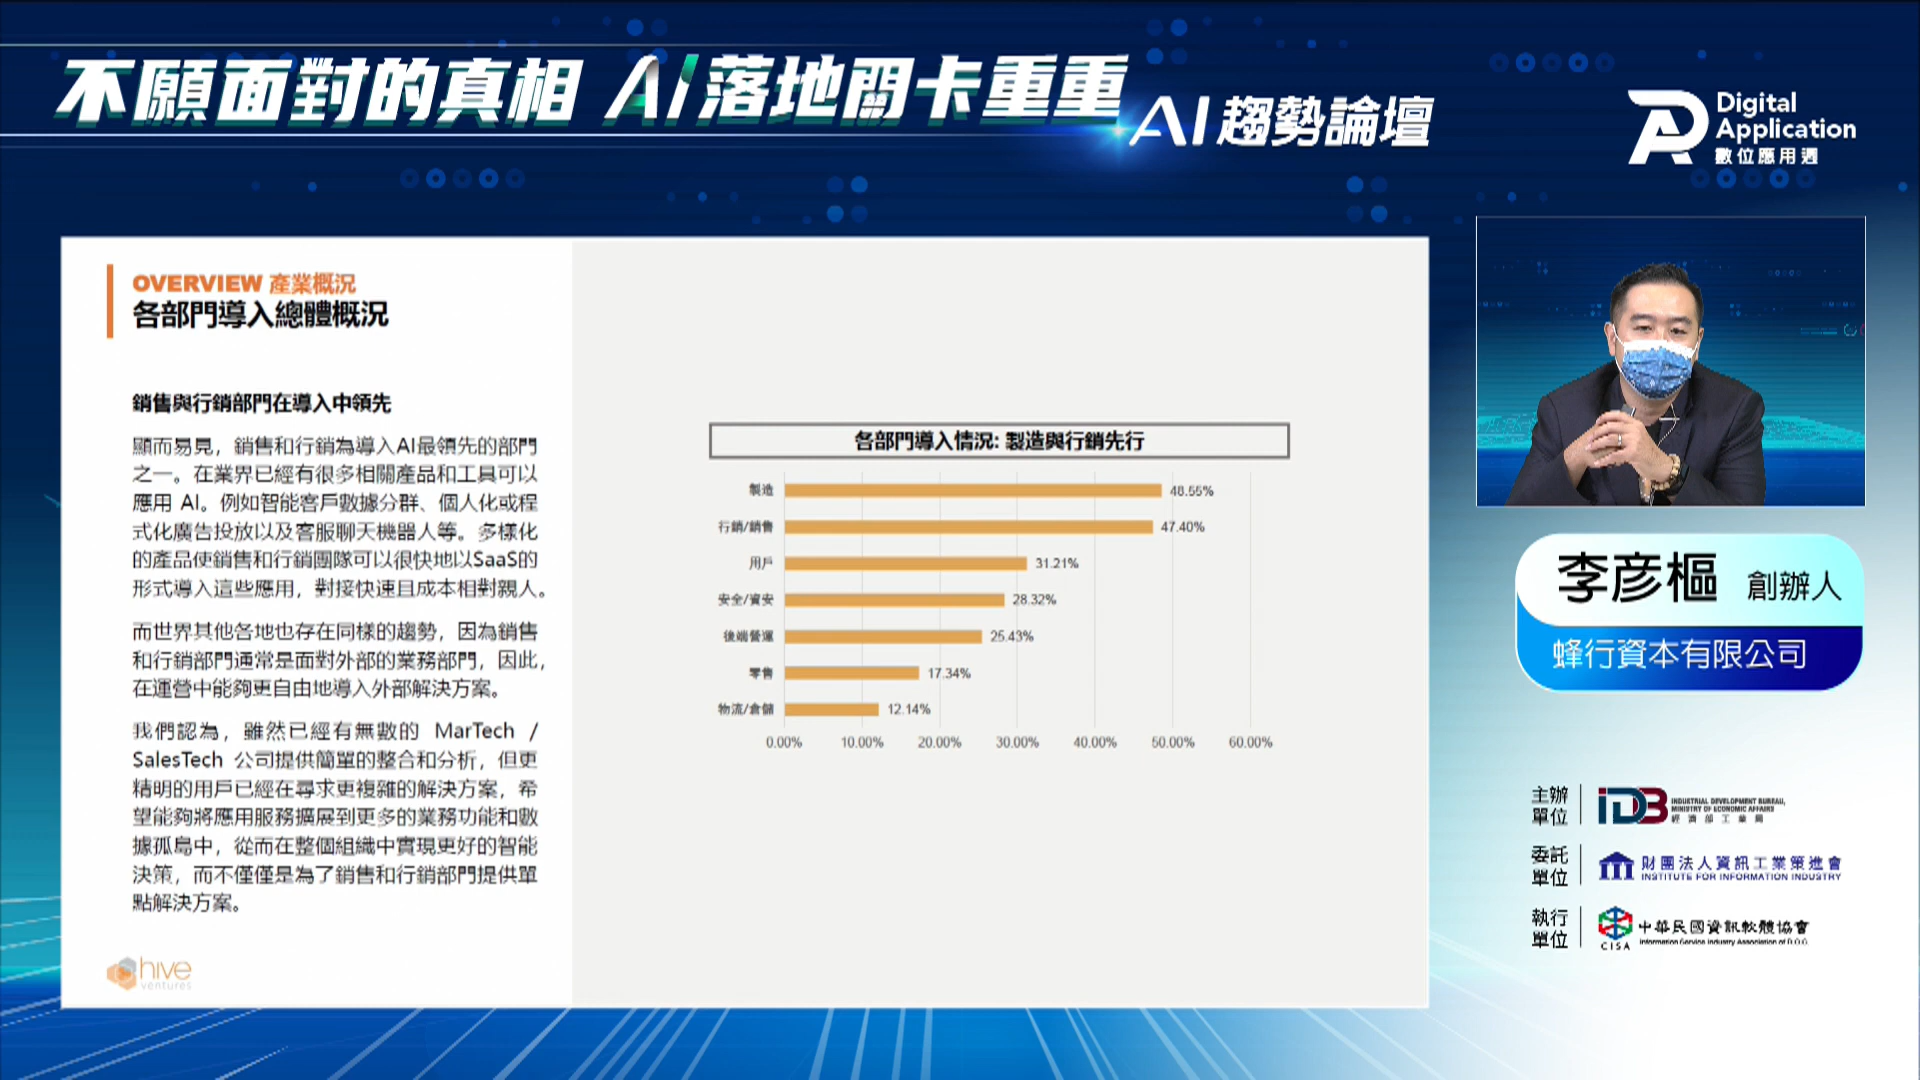 不願面對的真相 AI落地關卡重重
AI趨勢論壇
Digital
Application
數位應用週
OVERVIEW 產業概況
各部門導入總體概況
銷售與行銷部門在導入中領先
顯而易見，銷售和行銷為導入AI最領先的部門
之一。在業界已經有很多相關產品和工具可以
應用 AI。例如智能客戶數據分群、個人化或程
式化廣告投放以及客服聊天機器人等。多樣化
的產品使銷售和行銷團隊可以很快地以SaaS的
形式導入這些應用，對接快速且成本相對親人。
而世界其他各地也存在同樣的趨勢，因為銷售
和行銷部門通常是面對外部的業務部門，因此，
在運營中能夠更自由地導入外部解決方案。
我們認為，雖然已經有無數的 MarTech /
SalesTech 公司提供簡單的整合和分析，但更
精明的用戶已經在尋求更複雜的解決方案，希
望能夠將應用服務擴展到更多的業務功能和數
據孤島中，從而在整個組織中實現更好的智能
決策，而不僅僅是為了銷售和行銷部門提供單
點解決方案。
hive
ventures
各部門導入情況: 製造與行銷先行
製造 48.55%
行銷/銷售 47.40%
用戶 31.21%
安全/資安 28.32%
後端營運 25.43%
零售 17.34%
物流/倉儲 12.14%
0.00% 10.00% 20.00% 30.00% 40.00% 50.00% 60.00%
李彥樞 創辦人
蜂行資本有限公司
主辦
單位
IDB
INDUSTRIAL DEVELOPMENT BUREAU,
MINISTRY OF ECONOMIC AFFAIRS
經濟部工業局
委託
單位
財團法人資訊工業策進會
INSTITUTE FOR INFORMATION INDUSTRY
執行
單位
CISA
中華民國資訊軟體協會
Information Service Industry Association of R.O.C.